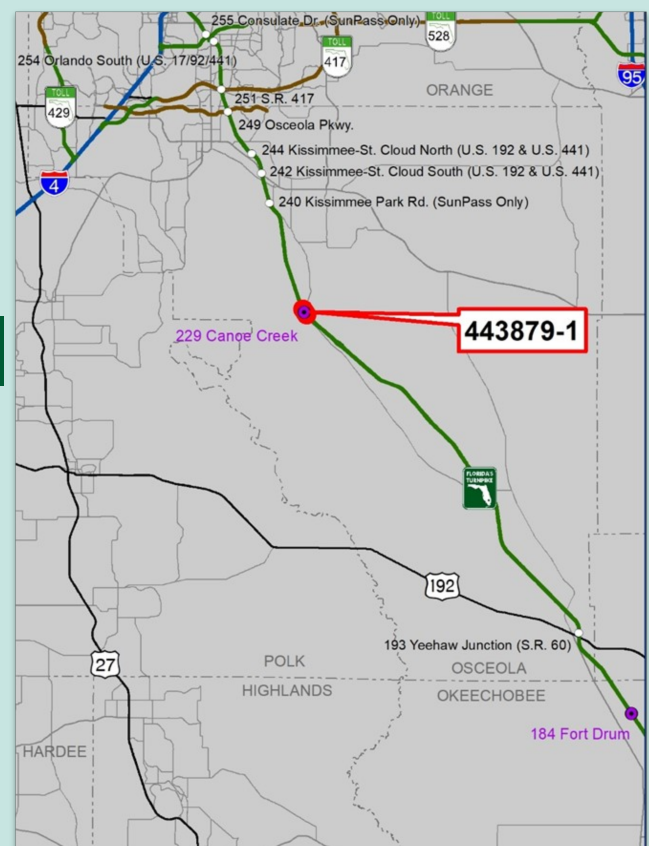 255 Consulate Dr. (SunPass Only)
TOLL
528
254 Orlando South (U.S. 17/92/441)
TOLL
417
95
TOLL
429
251 S.R. 417
ORANGE
249 Osceola Pkwy.
244 Kissimmee-St. Cloud North (U.S. 192 & U.S. 441)
242 Kissimmee-St. Cloud South (U.S. 192 & U.S. 441)
4
240 Kissimmee Park Rd. (SunPass Only)
229 Canoe Creek
443879-1
FLORIDA'S
TURNPIKE
192
193 Yeehaw Junction (S.R. 60)
27
POLK
OSCEOLA
HIGHLANDS
OKEECHOBEE
184 Fort Drum
HARDEE